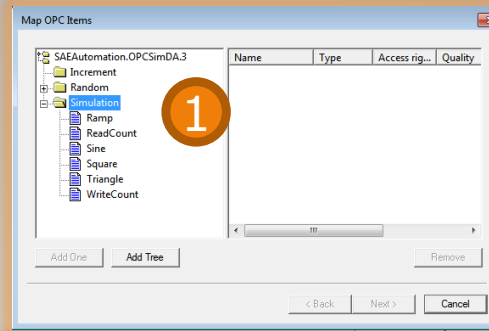 Map OPC Items
SAEAutomation.OPCSimDA.3
Increment
Random
Simulation
Ramp
ReadCount
Sine
Square
Triangle
WriteCount
1
Name Type Access rig... Quality
Add One Add Tree Remove
< Back Next > Cancel